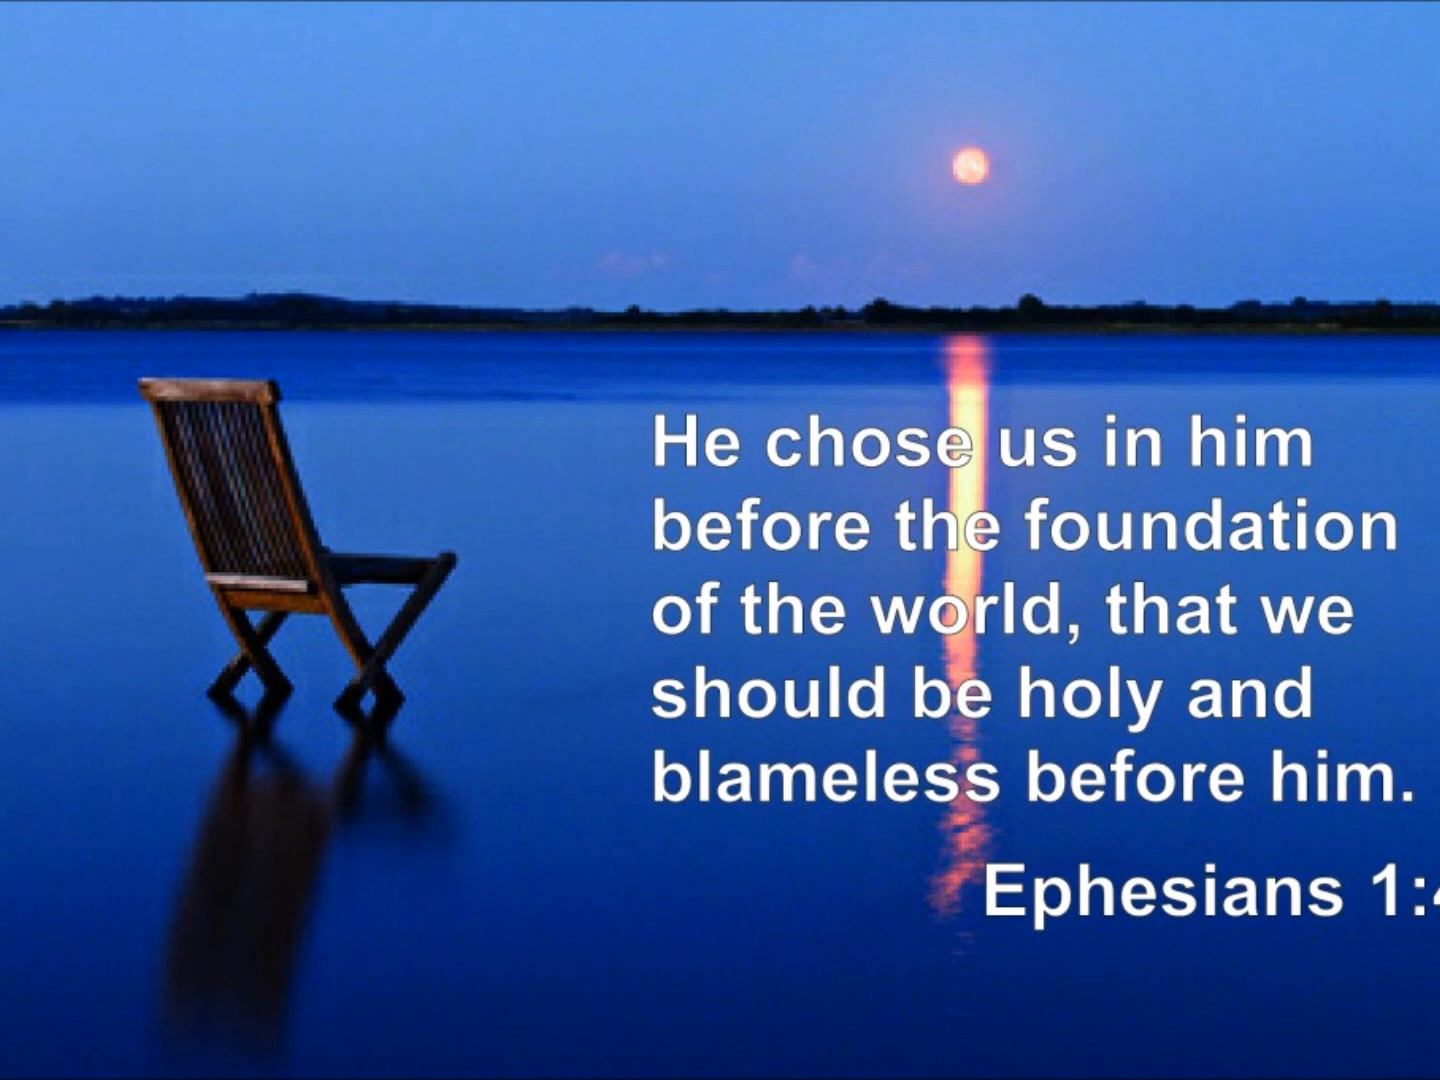 He chose us in him
before the foundation
of the world, that we
should be holy and
blameless before him.
Ephesians 1:4